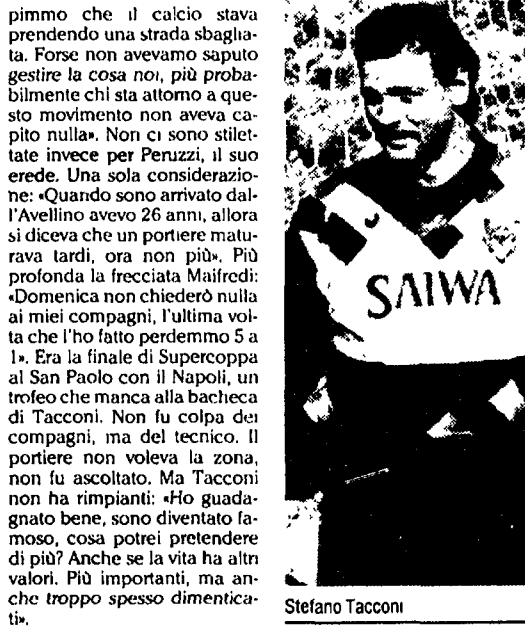 pimmo che il calcio stava
prendendo una strada sbaglia-
ta. Forse non avevamo saputo
gestire la cosa noi, più proba-
bilmente chi sta attorno a que-
sto movimento non aveva ca-
pito nulla». Non ci sono stilet-
tate invece per Peruzzi, il suo
erede. Una sola considerazio-
ne: «Quando sono arrivato dal-
l'Avellino avevo 26 anni, allora
si diceva che un portiere matu-
rava tardi, ora non più». Più
profonda la frecciata Maifredi:
«Domenica non chiederò nulla
ai miei compagni, l'ultima vol-
ta che l'ho fatto perdemmo 5 a
1». Era la finale di Supercoppa
al San Paolo con il Napoli, un
trofeo che manca alla bacheca
di Tacconi. Non fu colpa dei
compagni, ma del tecnico. Il
portiere non voleva la zona,
non fu ascoltato. Ma Tacconi
non ha rimpianti: «Ho guada-
gnato bene, sono diventato fa-
moso, cosa potrei pretendere
di più? Anche se la vita ha altri
valori. Più importanti, ma an-
che troppo spesso dimentica-
ti».
SAIWA
Stefano Tacconi